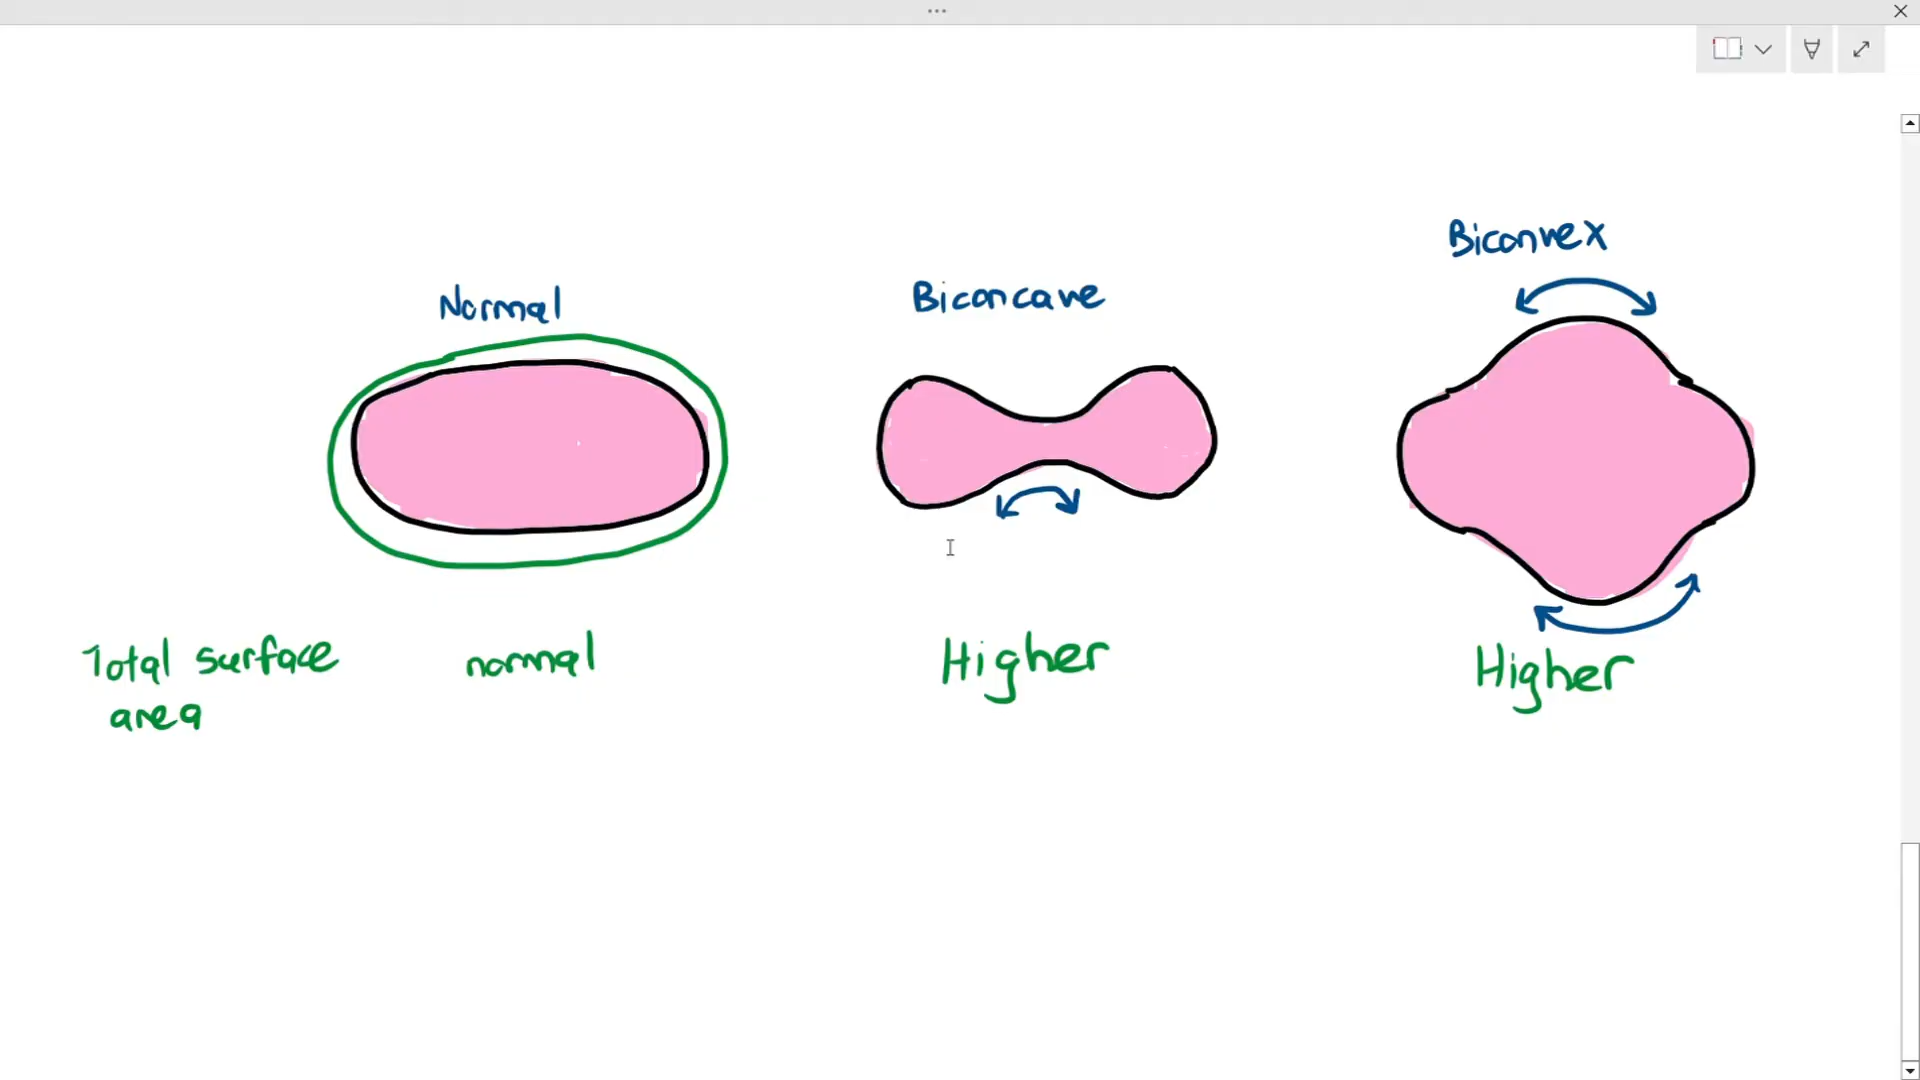 Biconvex
Normal
Biconcave
Total surface
area
normal
Higher
Higher